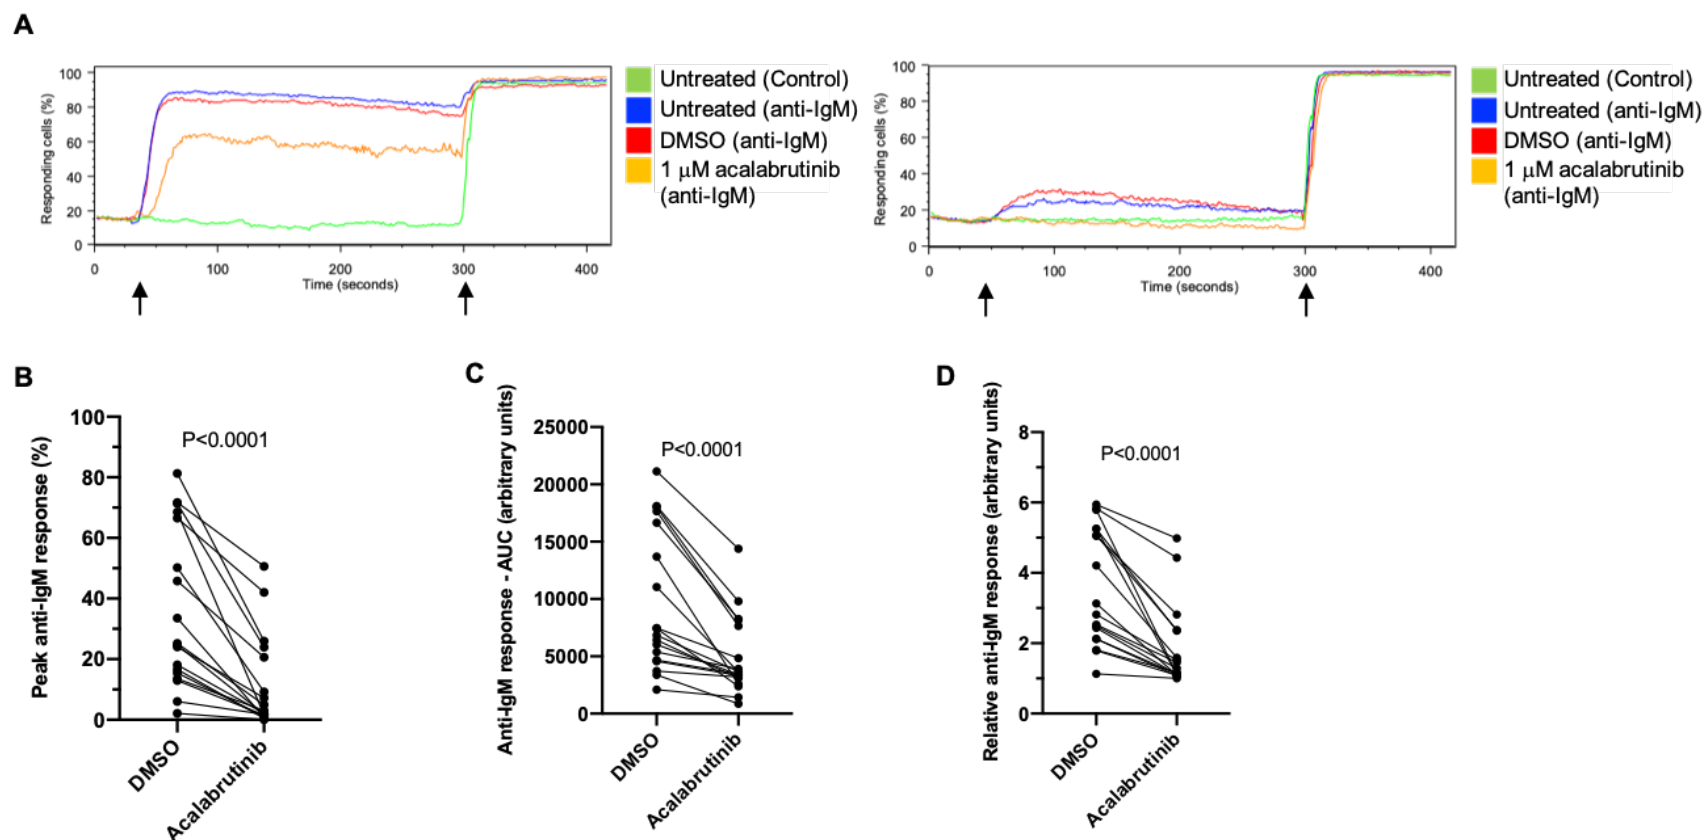 A
Responding cells (%)
100
80
60
40
20
0
0 100 200 300 400
Time (seconds)
Untreated (Control)
Untreated (anti-IgM)
DMSO (anti-IgM)
1 μM acalabrutinib
(anti-IgM)
Responding cells (%)
100
80
60
40
20
0
0 100 200 300 400
Time (seconds)
Untreated (Control)
Untreated (anti-IgM)
DMSO (anti-IgM)
1 μM acalabrutinib
(anti-IgM)
B
Peak anti-IgM response (%)
100
80
60
40
20
0
P<0.0001
DMSO
Acalabrutinib
C
Anti-IgM response - AUC (arbitrary units)
25000
20000
15000
10000
5000
0
P<0.0001
DMSO
Acalabrutinib
D
Relative anti-IgM response (arbitrary units)
8
6
4
2
0
P<0.0001
DMSO
Acalabrutinib